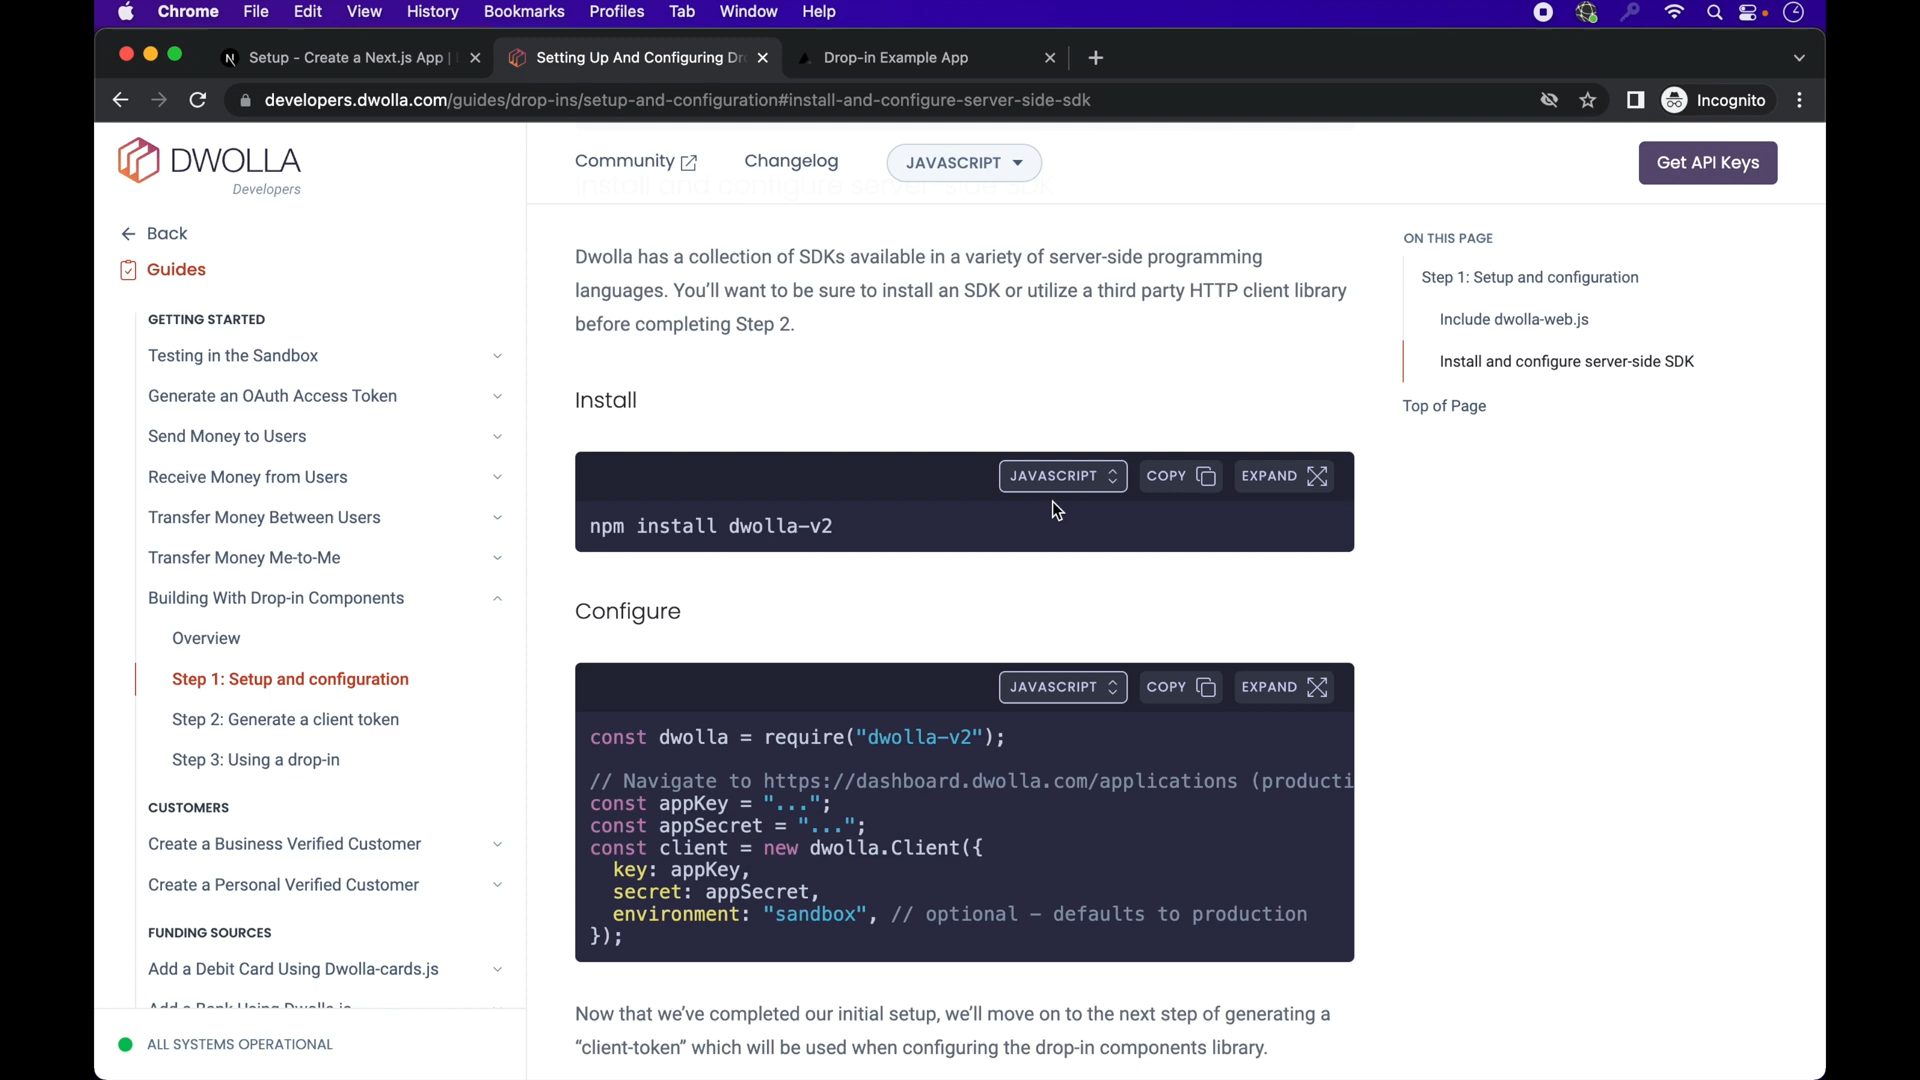 Chrome File Edit View History Bookmarks Profiles Tab Window Help
Setup - Create a Next.js App |
Setting Up And Configuring Dr
Drop-in Example App
developers.dwolla.com/guides/drop-ins/setup-and-configuration#install-and-configure-server-side-sdk
Incognito
DWOLLA
Developers
Back
Guides
GETTING STARTED
Testing in the Sandbox
Generate an OAuth Access Token
Send Money to Users
Receive Money from Users
Transfer Money Between Users
Transfer Money Me-to-Me
Building With Drop-in Components
Overview
Step 1: Setup and configuration
Step 2: Generate a client token
Step 3: Using a drop-in
CUSTOMERS
Create a Business Verified Customer
Create a Personal Verified Customer
FUNDING SOURCES
Add a Debit Card Using Dwolla-cards.js
ALL SYSTEMS OPERATIONAL
Community
Changelog
JAVASCRIPT
Get API Keys
Install and configure server-side SDK
Dwolla has a collection of SDKs available in a variety of server-side programming
languages. You'll want to be sure to install an SDK or utilize a third party HTTP client library
before completing Step 2.
Install
JAVASCRIPT COPY EXPAND
npm install dwolla-v2
Configure
JAVASCRIPT COPY EXPAND
const dwolla = require("dwolla-v2");
// Navigate to https://dashboard.dwolla.com/applications (producti
const appKey = "...";
const appSecret = "...";
const client = new dwolla.Client({
key: appKey,
secret: appSecret,
environment: "sandbox", // optional - defaults to production
});
Now that we've completed our initial setup, we'll move on to the next step of generating a
“client-token” which will be used when configuring the drop-in components library.
ON THIS PAGE
Step 1: Setup and configuration
Include dwolla-web.js
Install and configure server-side SDK
Top of Page